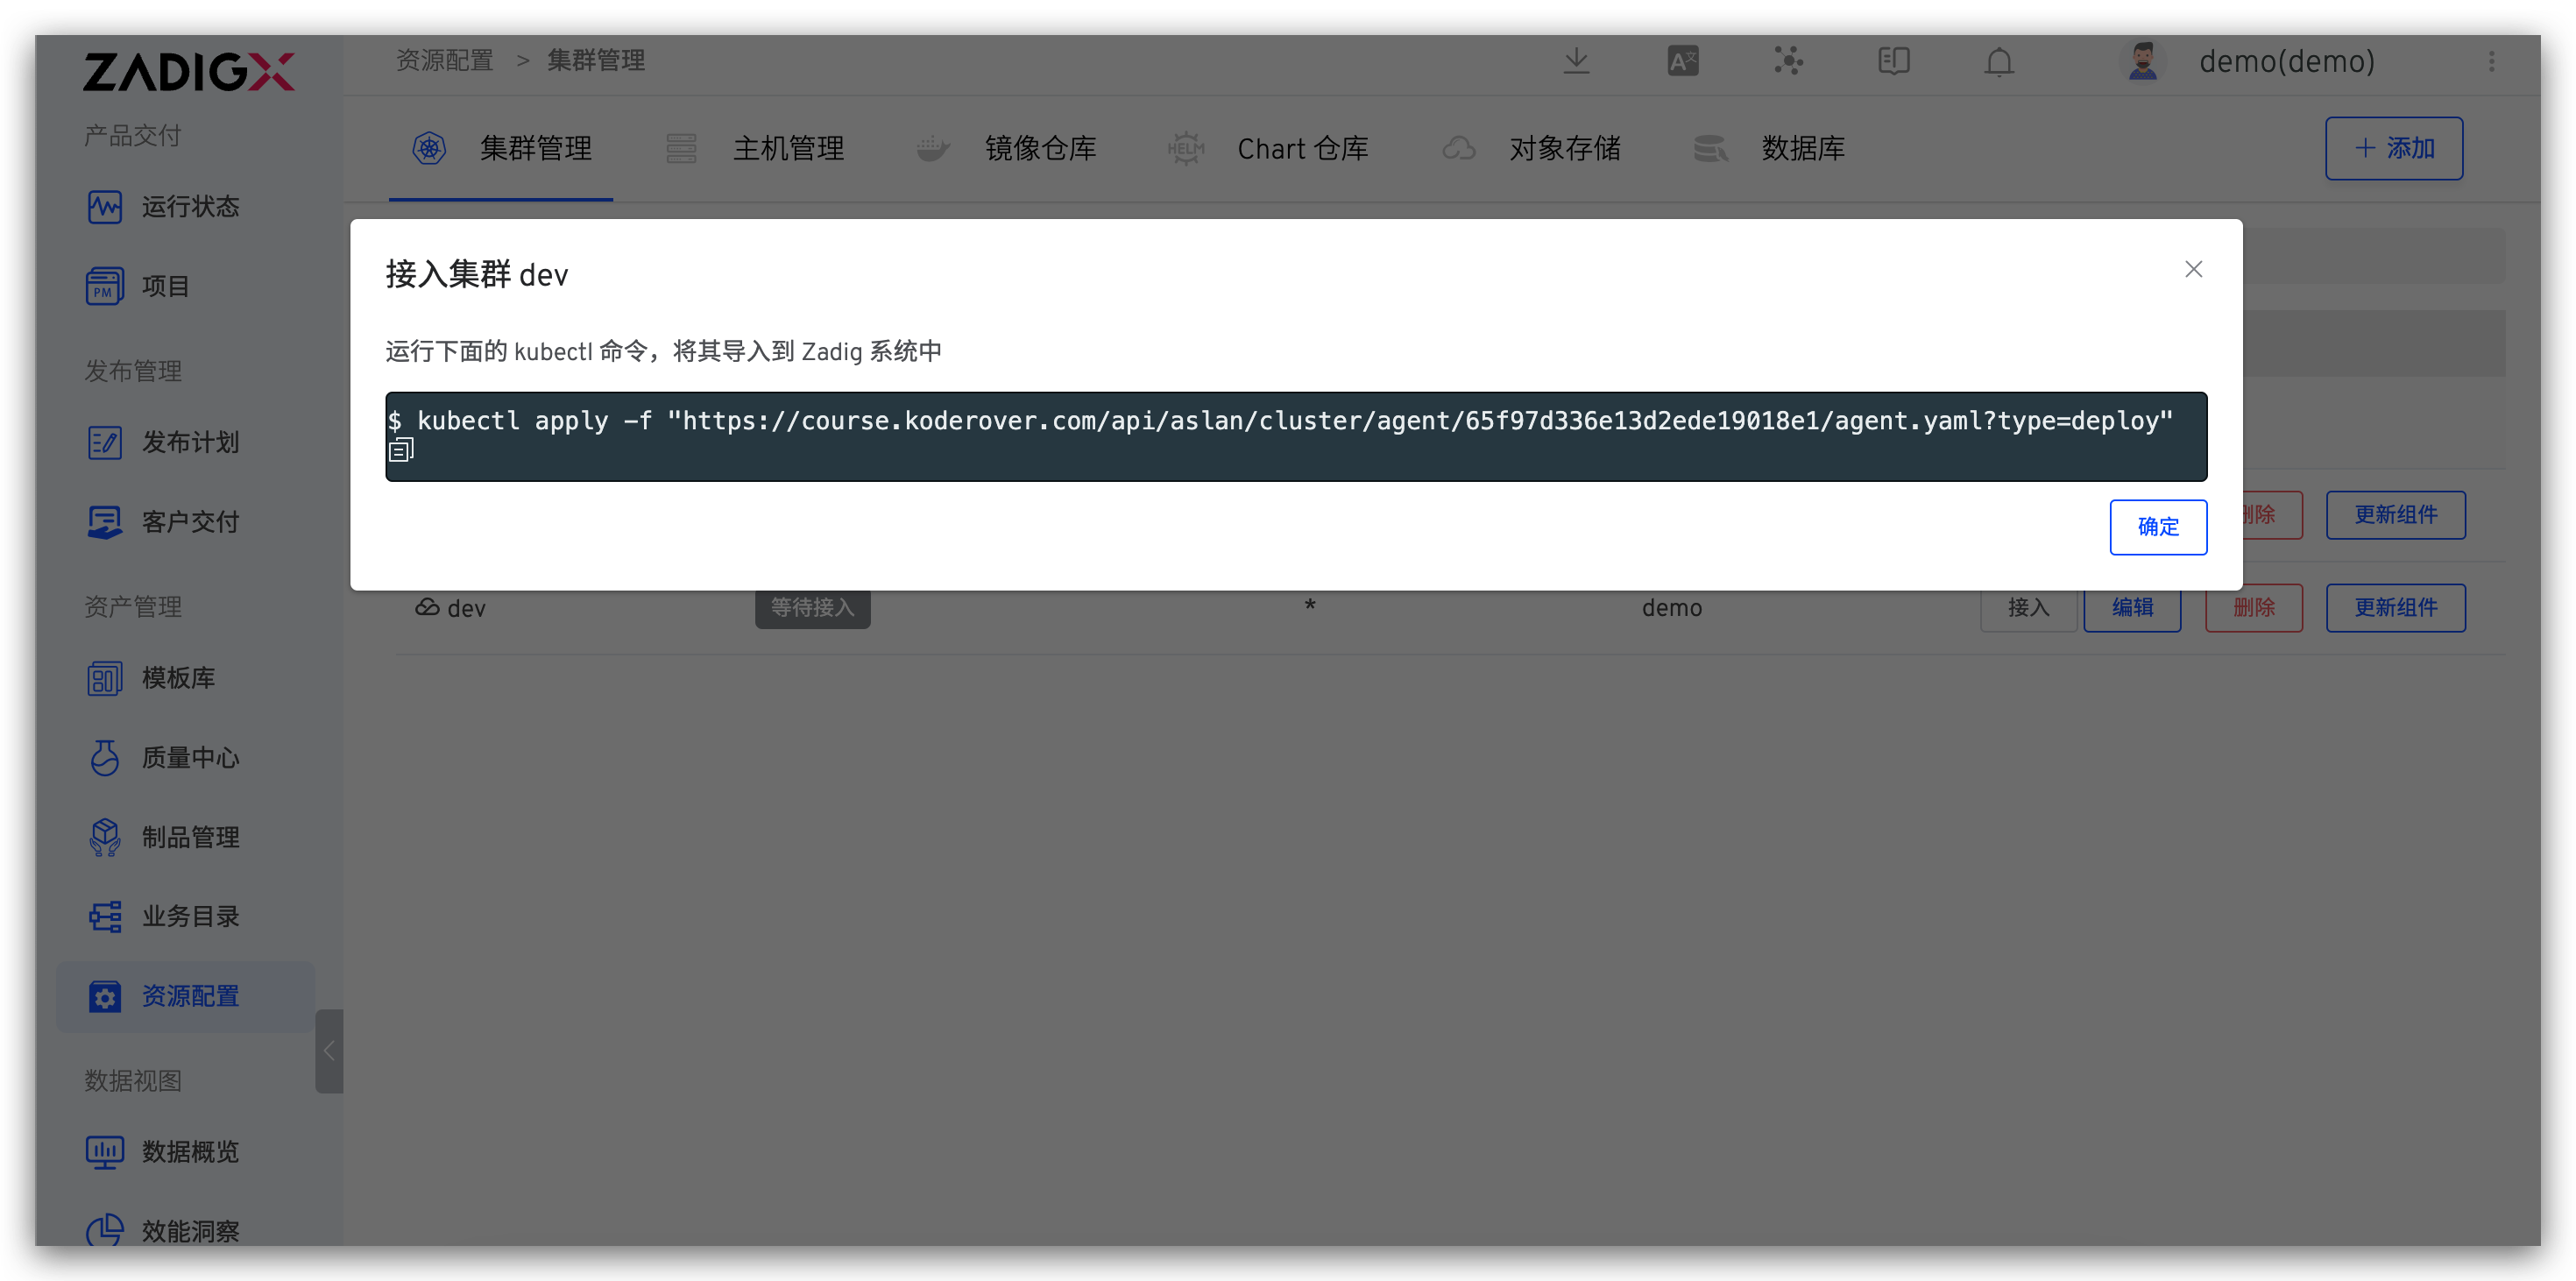 ZADIGX
资源配置 > 集群管理
demo(demo)
产品交付
运行状态
项目
发布管理
发布计划
客户交付
资产管理
模板库
质量中心
制品管理
业务目录
资源配置
数据视图
数据概览
效能洞察
集群管理
主机管理
镜像仓库
HELM
Chart 仓库
对象存储
数据库
+ 添加
接入集群 dev
运行下面的 kubectl 命令，将其导入到 Zadig 系统中
$ kubectl apply -f "https://course.koderover.com/api/aslan/cluster/agent/65f97d336e13d2ede19018e1/agent.yaml?type=deploy"
确定
删除
更新组件
dev
等待接入
*
demo
接入
编辑
删除
更新组件